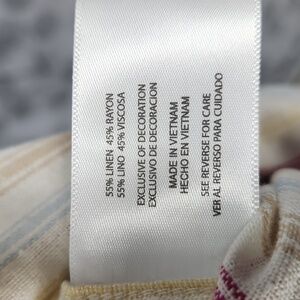 55% LINEN 45% RAYON
55% LINO 45% VISCOSA
EXCLUSIVE OF DECORATION
EXCLUSIVO DE DECORACION
MADE IN VIETNAM
HECHO EN VIETNAM
SEE REVERSE FOR CARE
VER AL REVERSO PARA CUIDADO